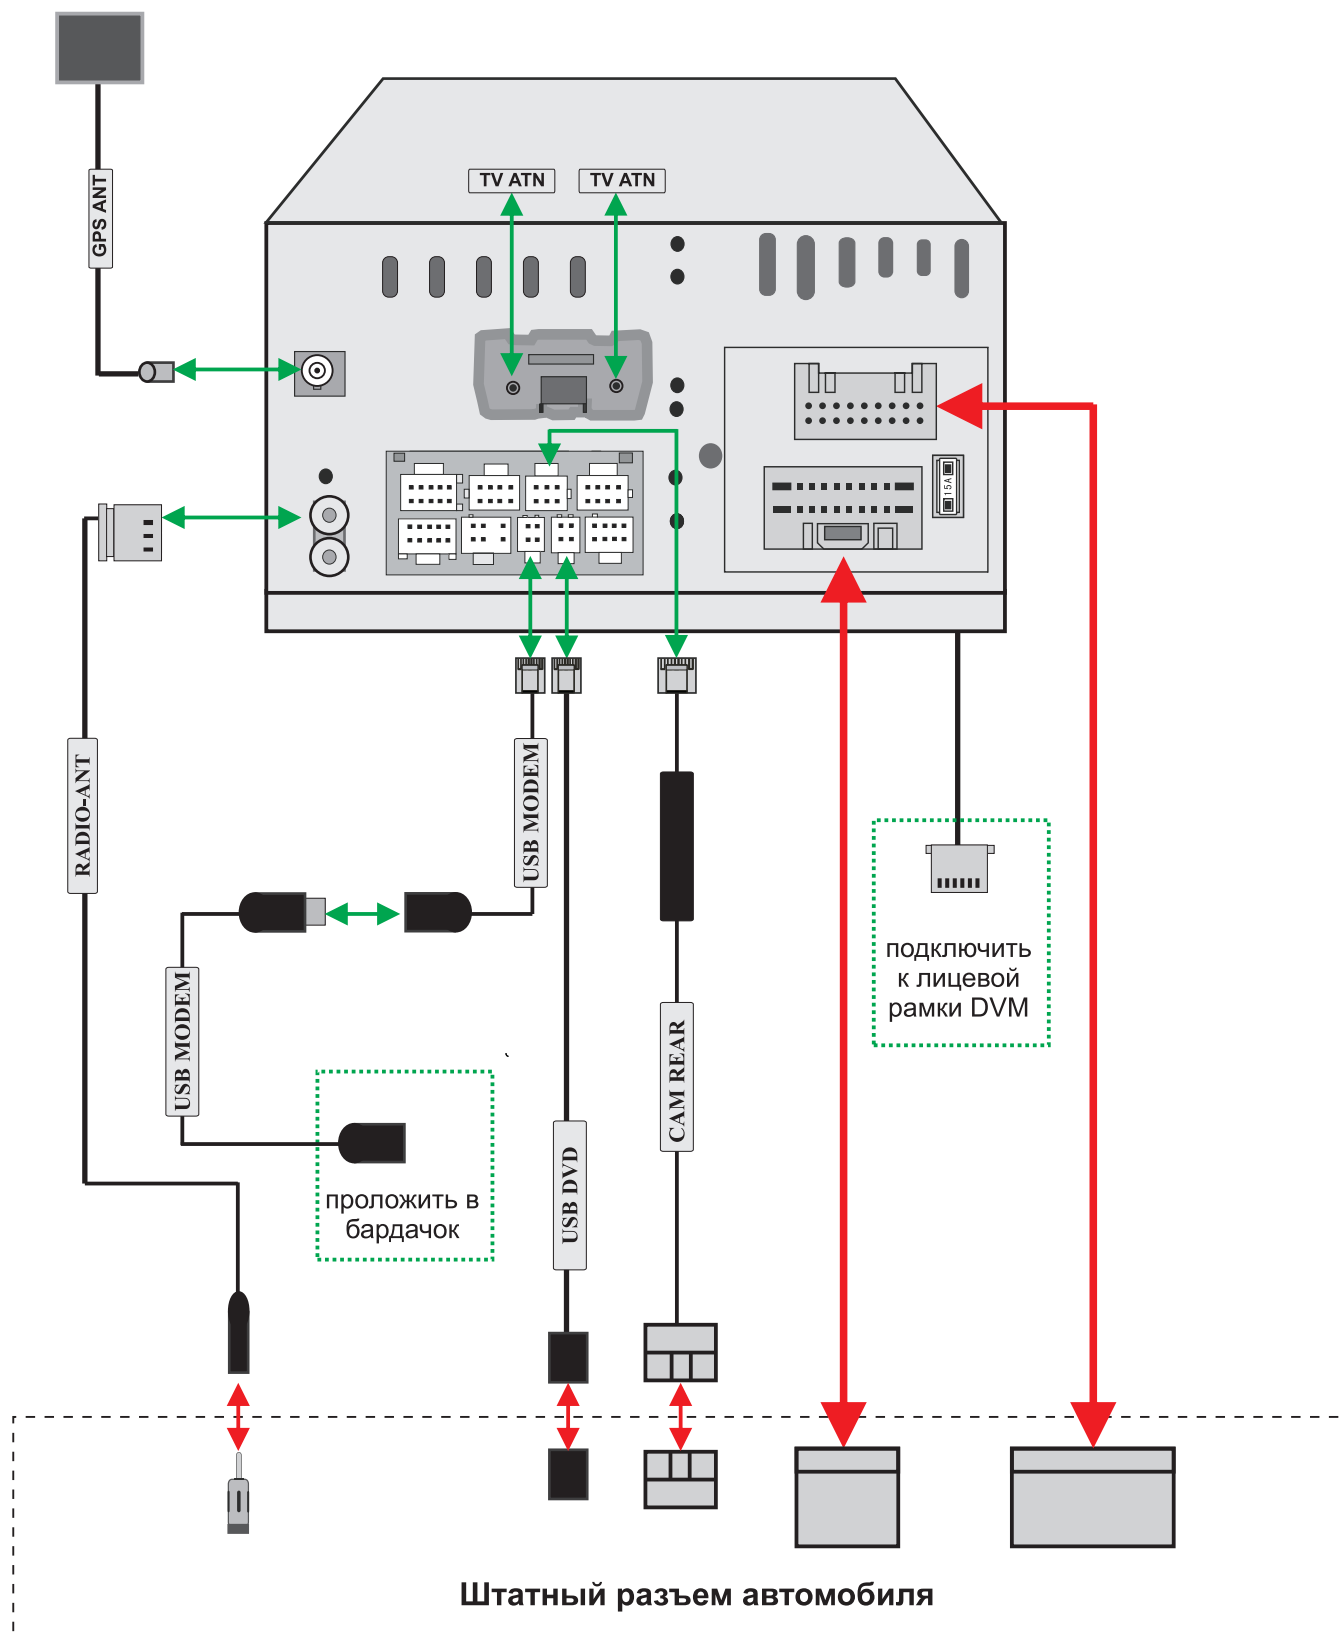 TV ATN
TV ATN
GPS ANT
15A
RADIO-ANT
USB MODEM
USB MODEM
USB DVD
CAM REAR
подключить
к лицевой
рамки DVM
проложить в
бардачок
Штатный разъем автомобиля